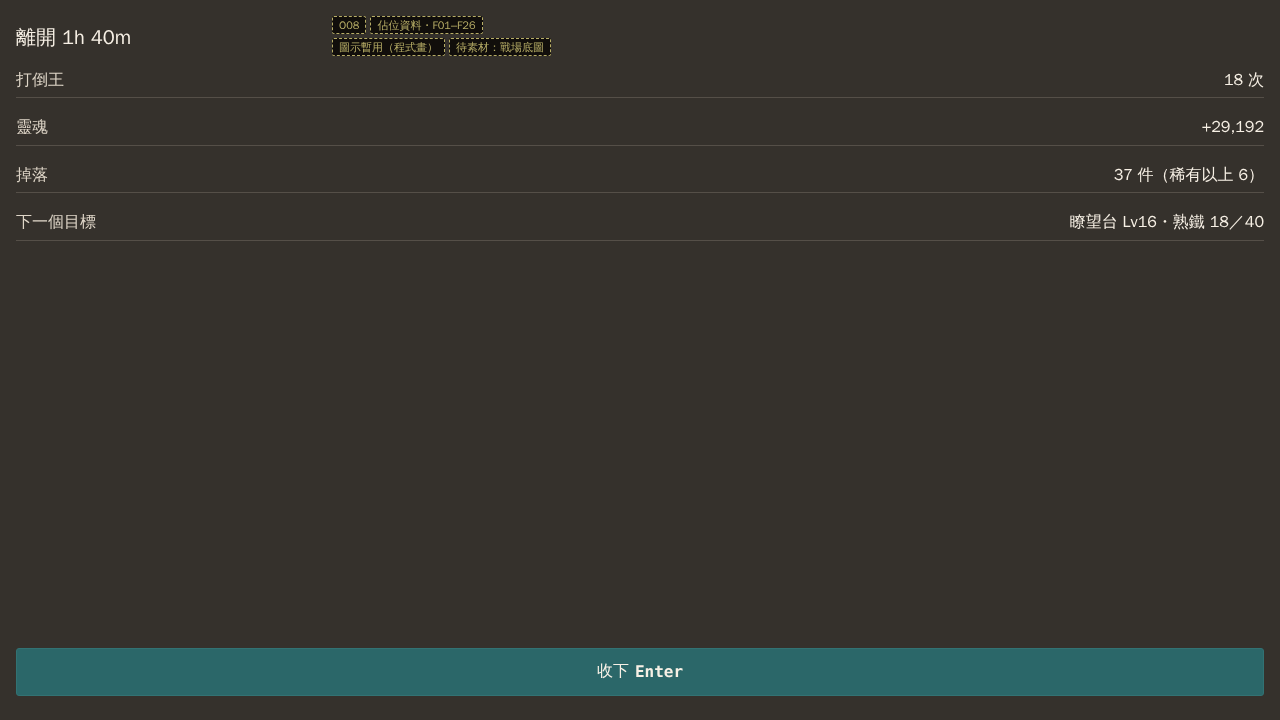 離開 1h 40m
008 佔位資料・F01–F26
圖示暫用（程式畫） 待素材：戰場底圖
打倒王 18 次
靈魂 +29,192
掉落 37 件（稀有以上 6）
下一個目標 瞭望台 Lv16・熟鐵 18／40
收下 Enter